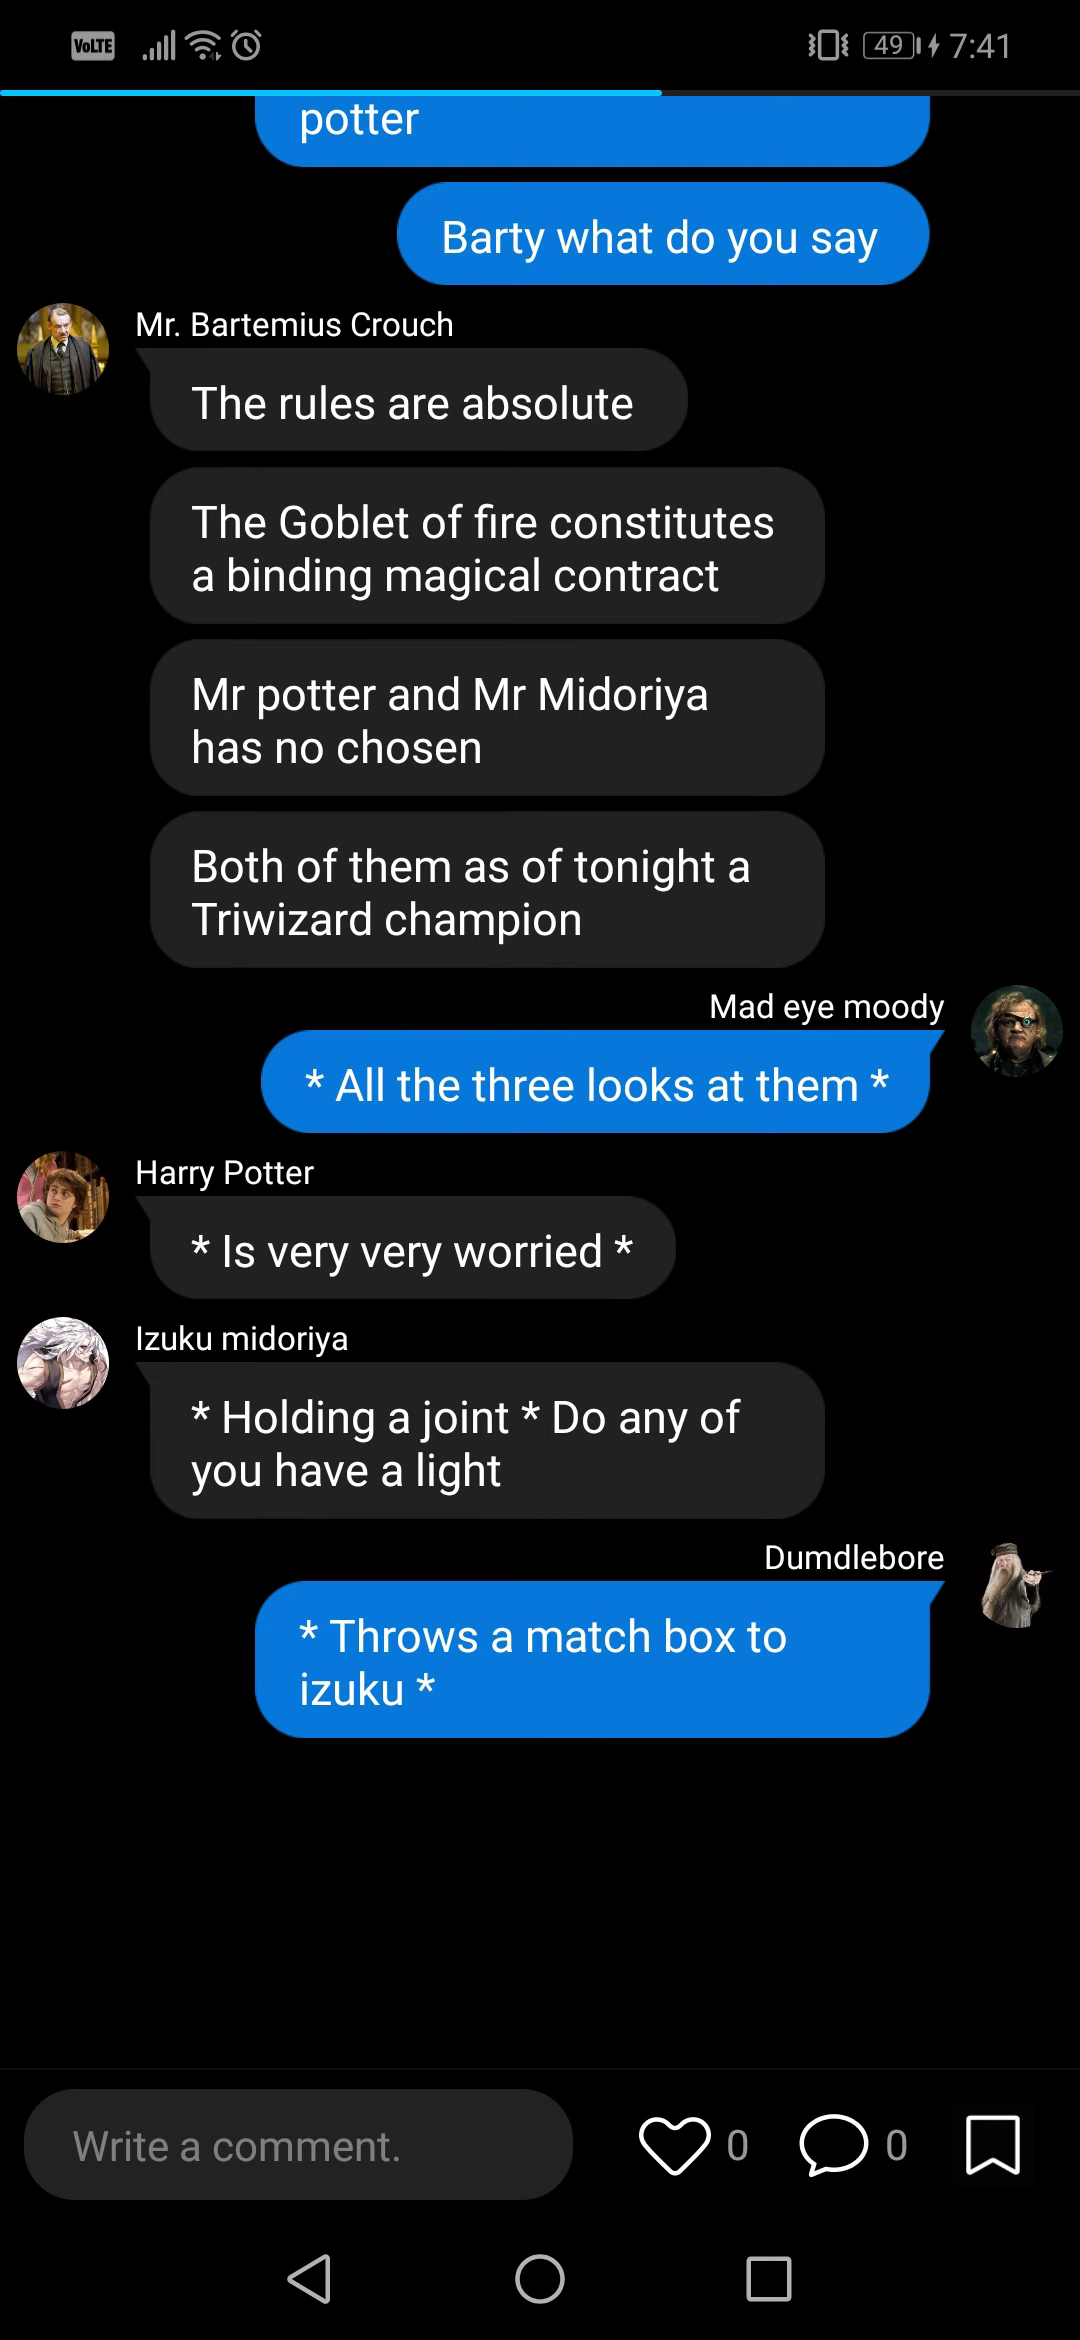 VoLTE
49
7:41
potter
Barty what do you say
Mr. Bartemius Crouch
The rules are absolute
The Goblet of fire constitutes
a binding magical contract
Mr potter and Mr Midoriya
has no chosen
Both of them as of tonight a
Triwizard champion
Mad eye moody
* All the three looks at them *
Harry Potter
* Is very very worried *
Izuku midoriya
* Holding a joint * Do any of
you have a light
Dumdlebore
* Throws a match box to
izuku *
Write a comment.
0
0